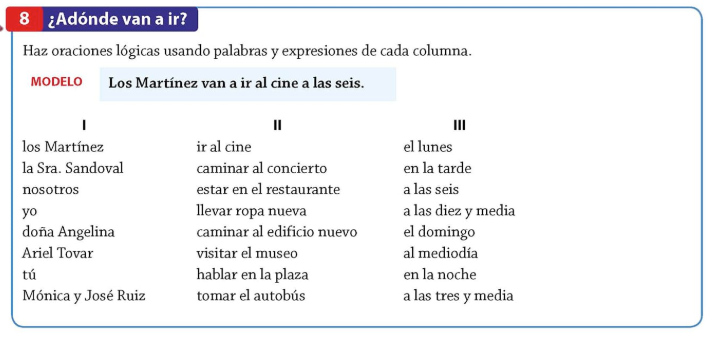 8 ¿Adónde van a ir?
Haz oraciones lógicas usando palabras y expresiones de cada columna.
MODELO Los Martínez van a ir al cine a las seis.
I II III
los Martínez ir al cine el lunes
la Sra. Sandoval caminar al concierto en la tarde
nosotros estar en el restaurante a las seis
yo llevar ropa nueva a las diez y media
doña Angelina caminar al edificio nuevo el domingo
Ariel Tovar visitar el museo al mediodía
tú hablar en la plaza en la noche
Mónica y José Ruiz tomar el autobús a las tres y media